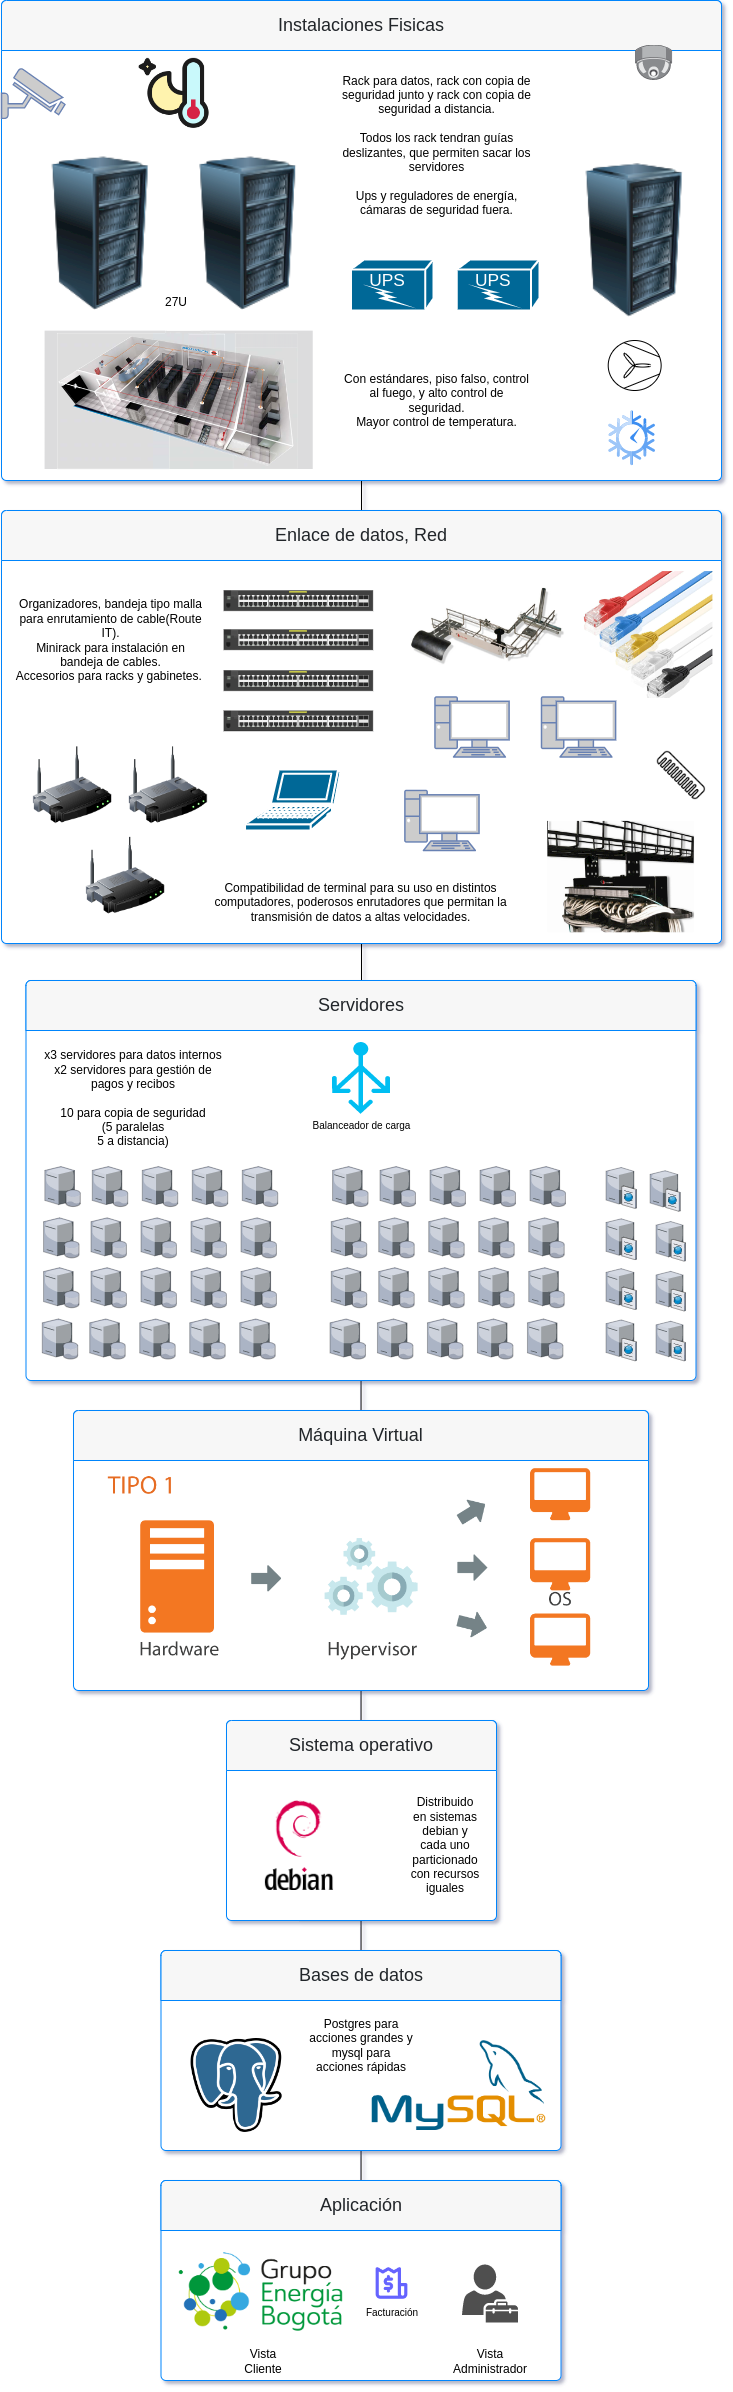 Instalaciones Fisicas
Rack para datos, rack con copia de
seguridad junto y rack con copia de
seguridad a distancia.
Todos los rack tendran guías
deslizantes, que permiten sacar los
servidores
Ups y reguladores de energía,
cámaras de seguridad fuera.
UPS
UPS
27U
Con estándares, piso falso, control
al fuego, y alto control de
seguridad.
Mayor control de temperatura.
Enlace de datos, Red
Organizadores, bandeja tipo malla
para enrutamiento de cable(Route
IT).
Minirack para instalación en
bandeja de cables.
Accesorios para racks y gabinetes.
Compatibilidad de terminal para su uso en distintos
computadores, poderosos enrutadores que permitan la
transmisión de datos a altas velocidades.
Servidores
x3 servidores para datos internos
x2 servidores para gestión de
pagos y recibos
10 para copia de seguridad
(5 paralelas
5 a distancia)
Balanceador de carga
Máquina Virtual
TIPO 1
Hardware
Hypervisor
OS
Sistema operativo
debian
Distribuido
en sistemas
debian y
cada uno
particionado
con recursos
iguales
Bases de datos
Postgres para
acciones grandes y
mysql para
acciones rápidas
MySQL®
Aplicación
Grupo
Energía
Bogotá
Facturación
Vista
Cliente
Vista
Administrador